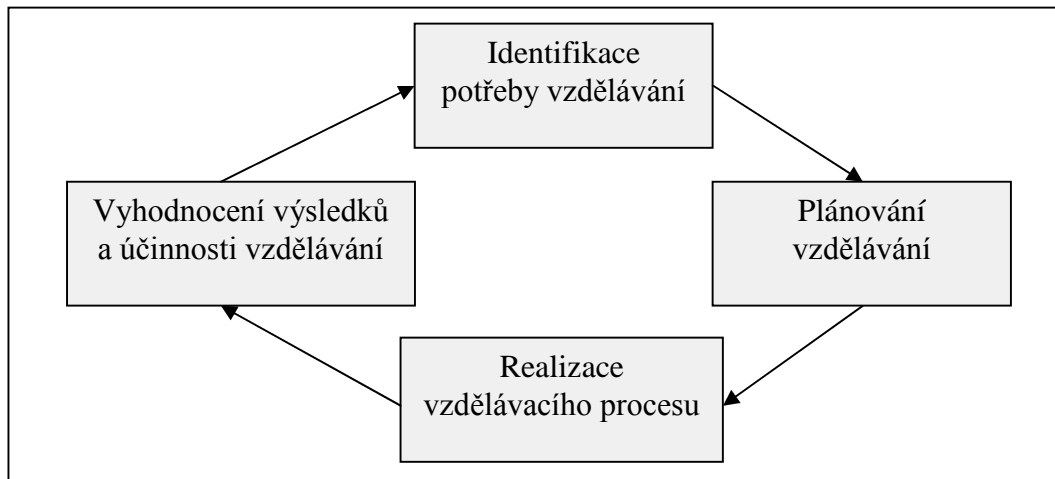 Identifikace
potřeby vzdělávání
Plánování
vzdělávání
Realizace
vzdělávacího procesu
Vyhodnocení výsledků
a účinnosti vzdělávání